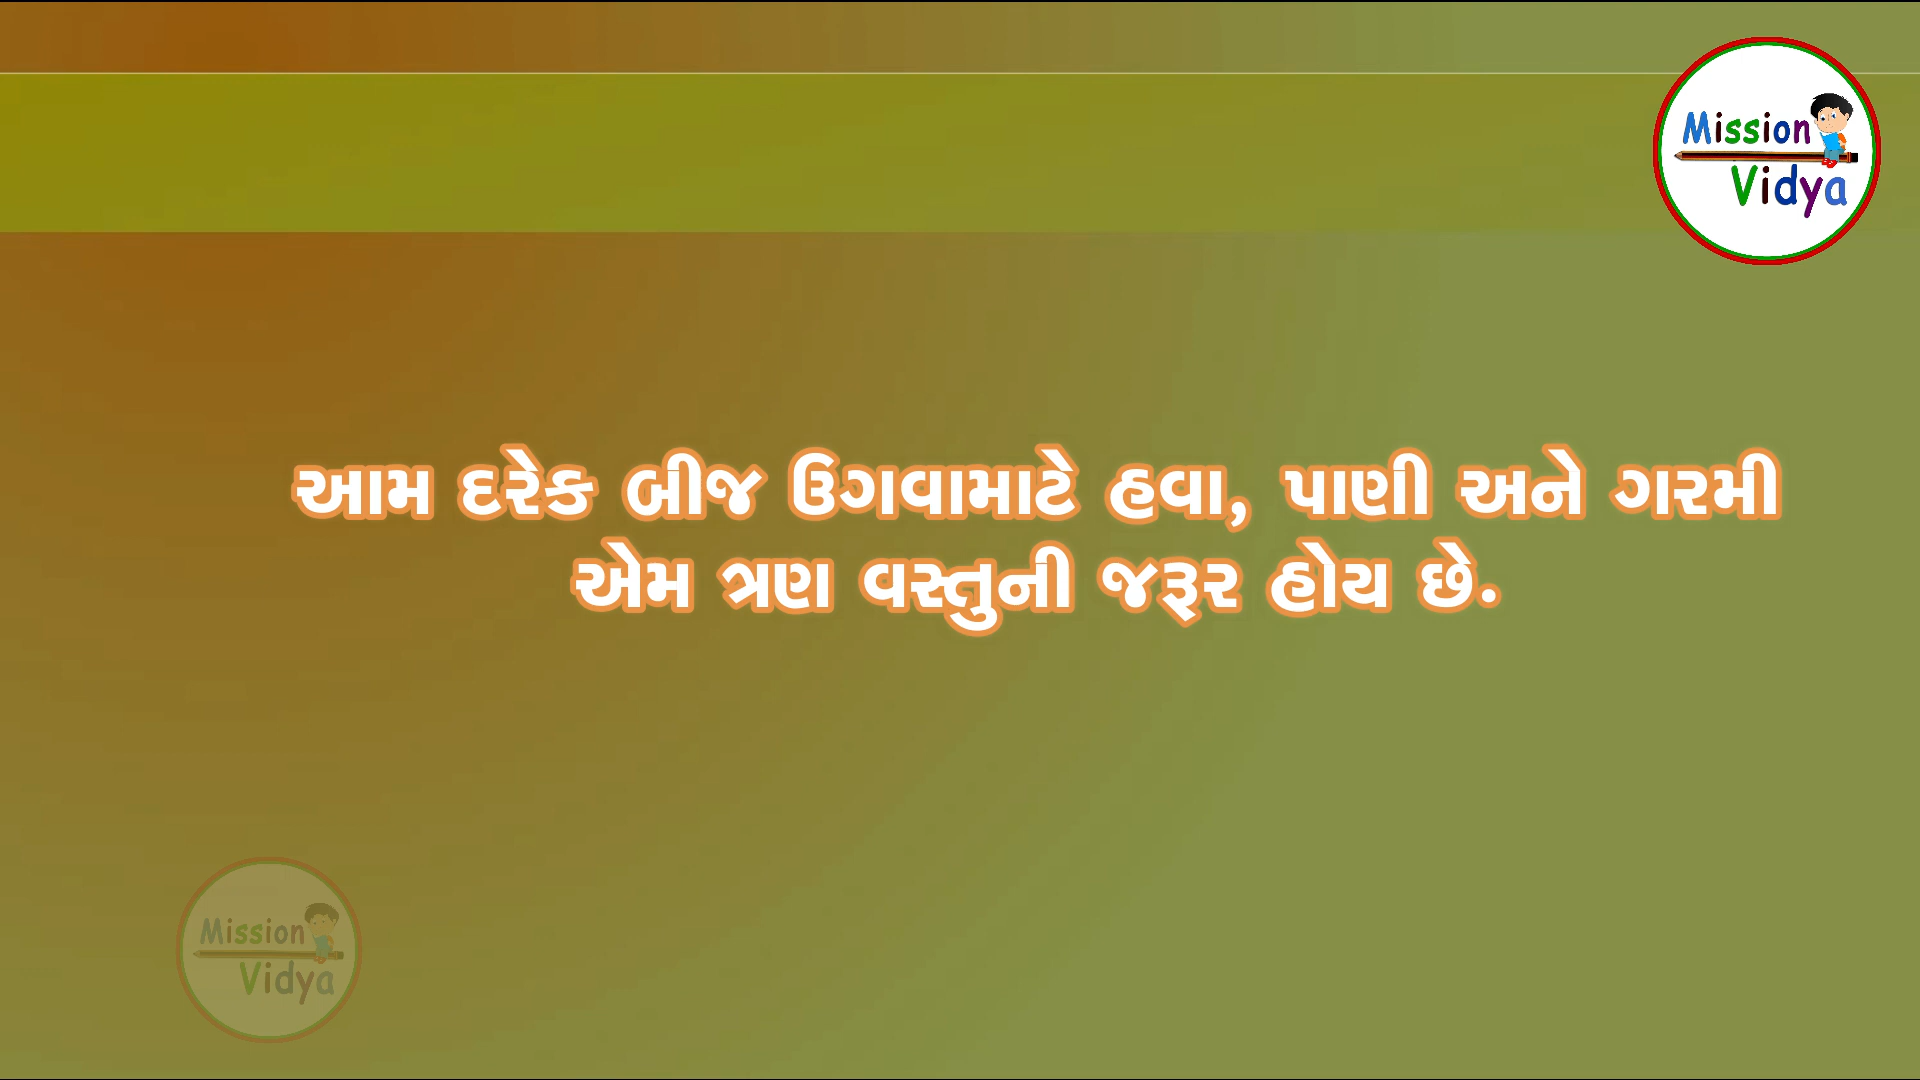 Mission
Vidya
આમ દરેક બીજ ઉગવામાટે હવા, પાણી અને ગરમી
એમ ત્રણ વસ્તુની જરૂર હોય છે.
Mission
Vidya